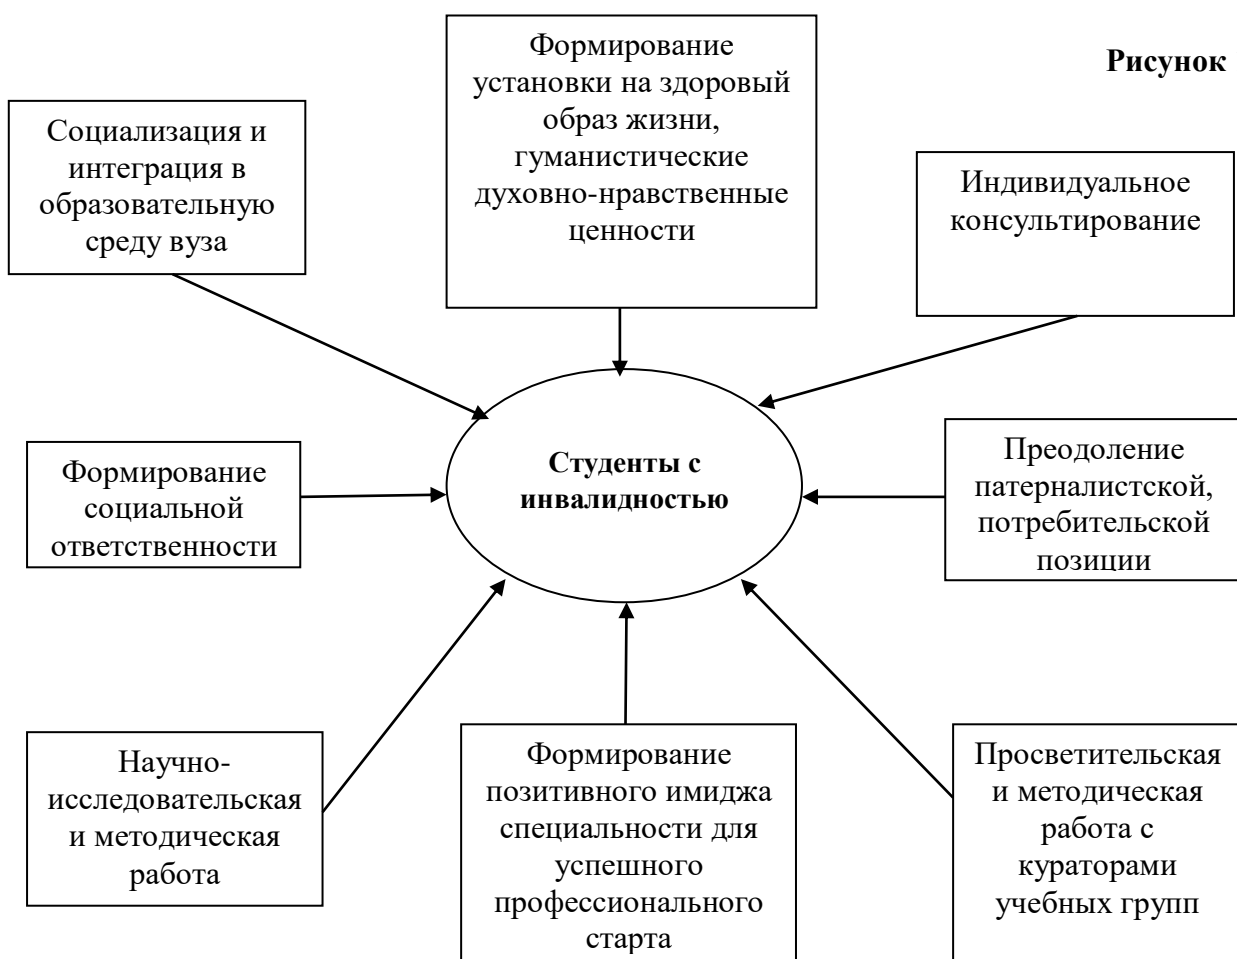 Рисунок
Формирование
установки на здоровый
образ жизни,
гуманистические
духовно-нравственные
ценности
Социализация и
интеграция в
образовательную
среду вуза
Индивидуальное
консультирование
Студенты с
инвалидностью
Формирование
социальной
ответственности
Преодоление
патерналистской,
потребительской
позиции
Научно-
исследовательская
и методическая
работа
Формирование
позитивного имиджа
специальности для
успешного
профессионального
старта
Просветительская
и методическая
работа с
кураторами
учебных групп